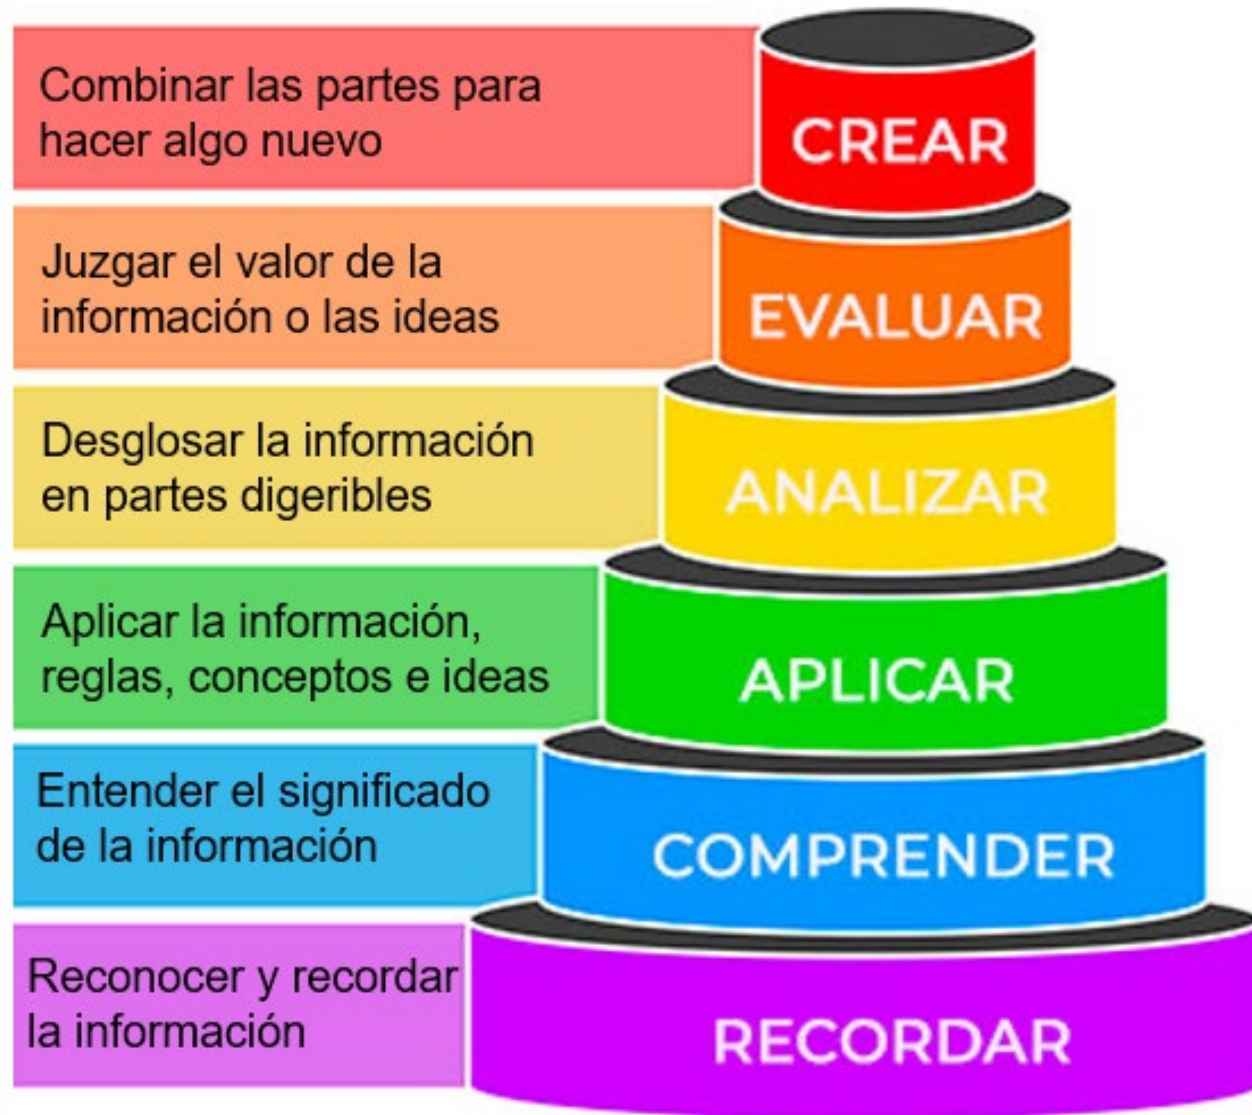 Combinar las partes para
hacer algo nuevo
CREAR
Juzgar el valor de la
información o las ideas
EVALUAR
Desglosar la información
en partes digeribles
ANALIZAR
Aplicar la información,
reglas, conceptos e ideas
APLICAR
Entender el significado
de la información
COMPRENDER
Reconocer y recordar
la información
RECORDAR